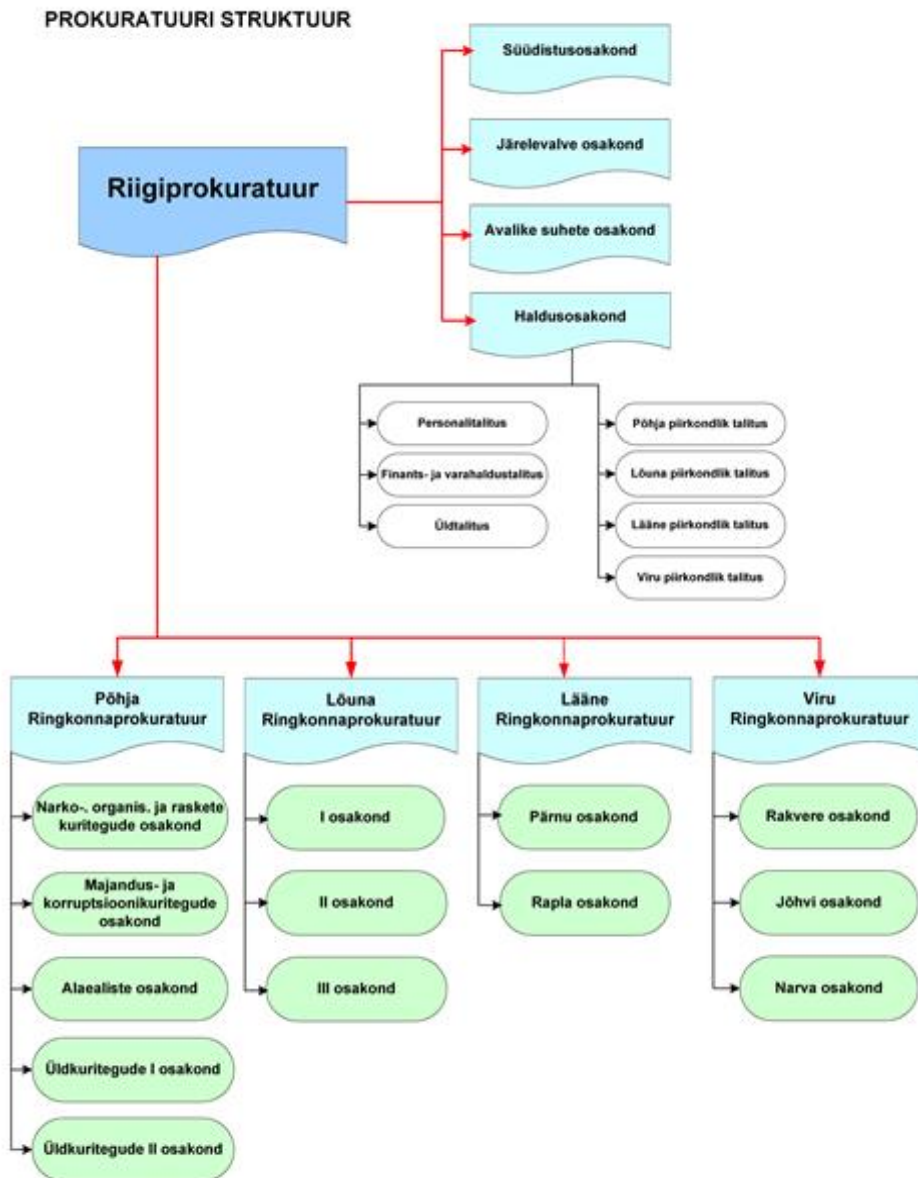 PROKURATUURI STRUKTUUR
Riigiprokuratuur
Süüdistusosakond
Järelevalve osakond
Avalike suhete osakond
Haldusosakond
Personalitalitus
Finants- ja varahaldustalitus
Üldtalitus
Põhja piirkondlik talitus
Lõuna piirkondlik talitus
Lääne piirkondlik talitus
Viru piirkondlik talitus
Põhja
Ringkonnaprokuratuur
Narko-. organis. ja raskete
kuritegude osakond
Majandus- ja
korruptsioonikuritegude
osakond
Alaealiste osakond
Üldkuritegude I osakond
Üldkuritegude II osakond
Lõuna
Ringkonnaprokuratuur
I osakond
II osakond
III osakond
Lääne
Ringkonnaprokuratuur
Pärnu osakond
Rapla osakond
Viru
Ringkonnaprokuratuur
Rakvere osakond
Jõhvi osakond
Narva osakond